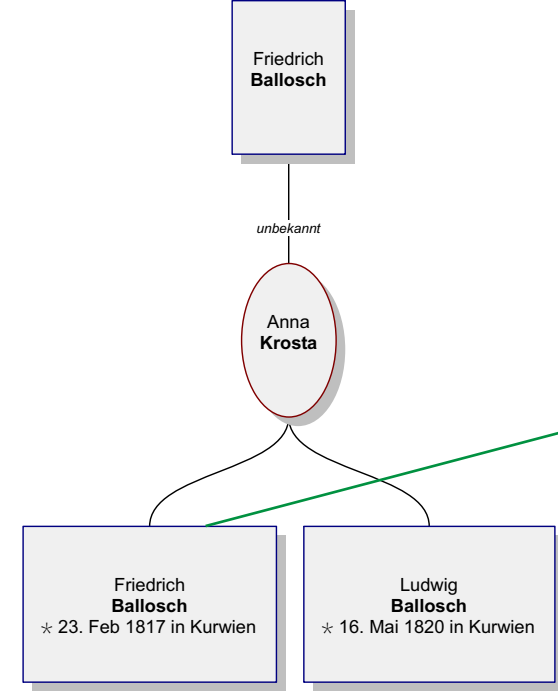 Friedrich
Ballosch
unbekannt
Anna
Krosta
Friedrich
Ballosch
* 23. Feb 1817 in Kurwien
Ludwig
Ballosch
* 16. Mai 1820 in Kurwien